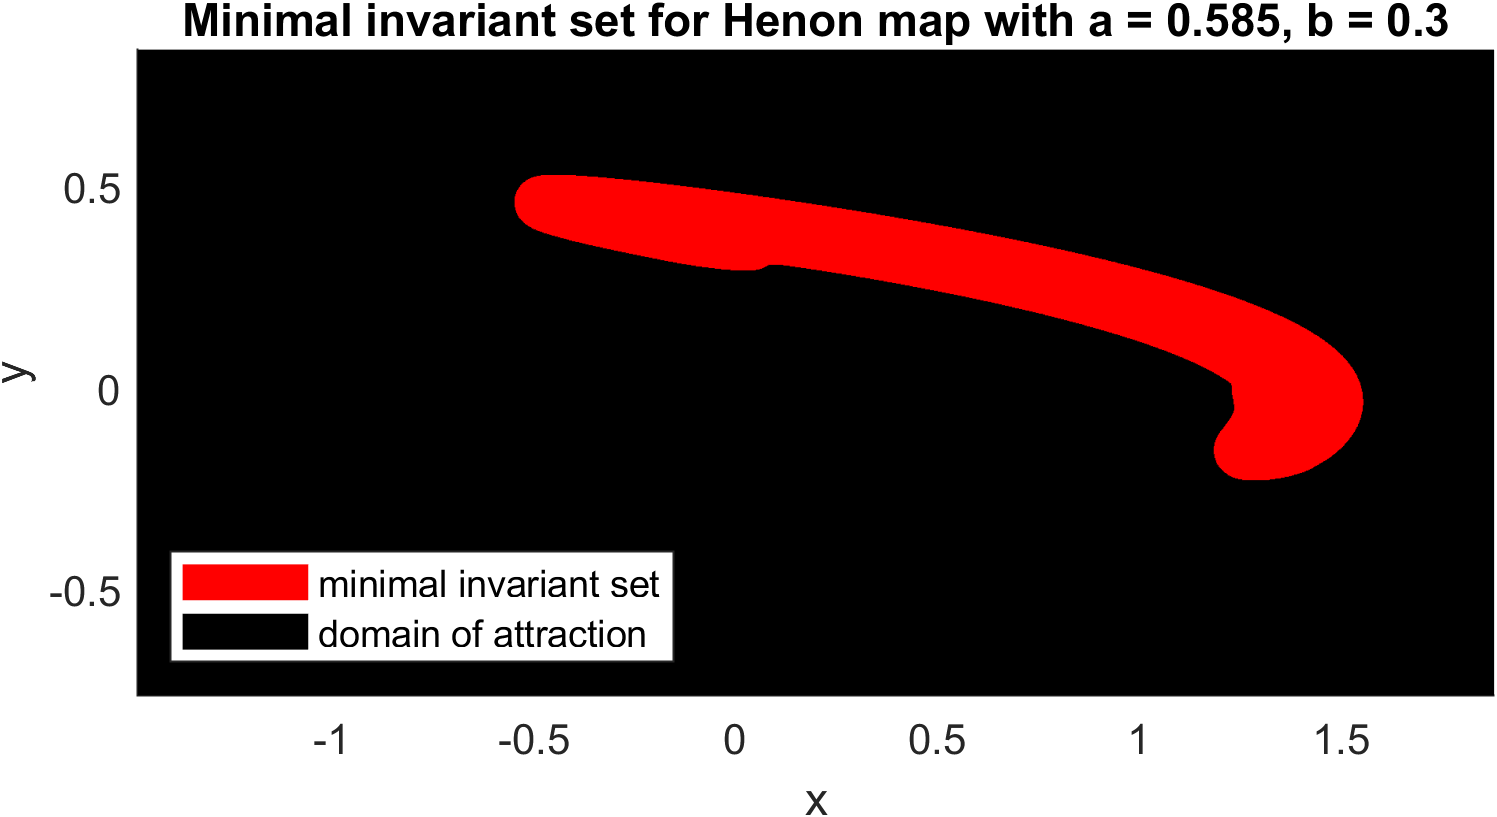 Minimal invariant set for Henon map with a = 0.585, b = 0.3
0.5
0
-0.5
y
minimal invariant set
domain of attraction
-1 -0.5 0 0.5 1 1.5
x